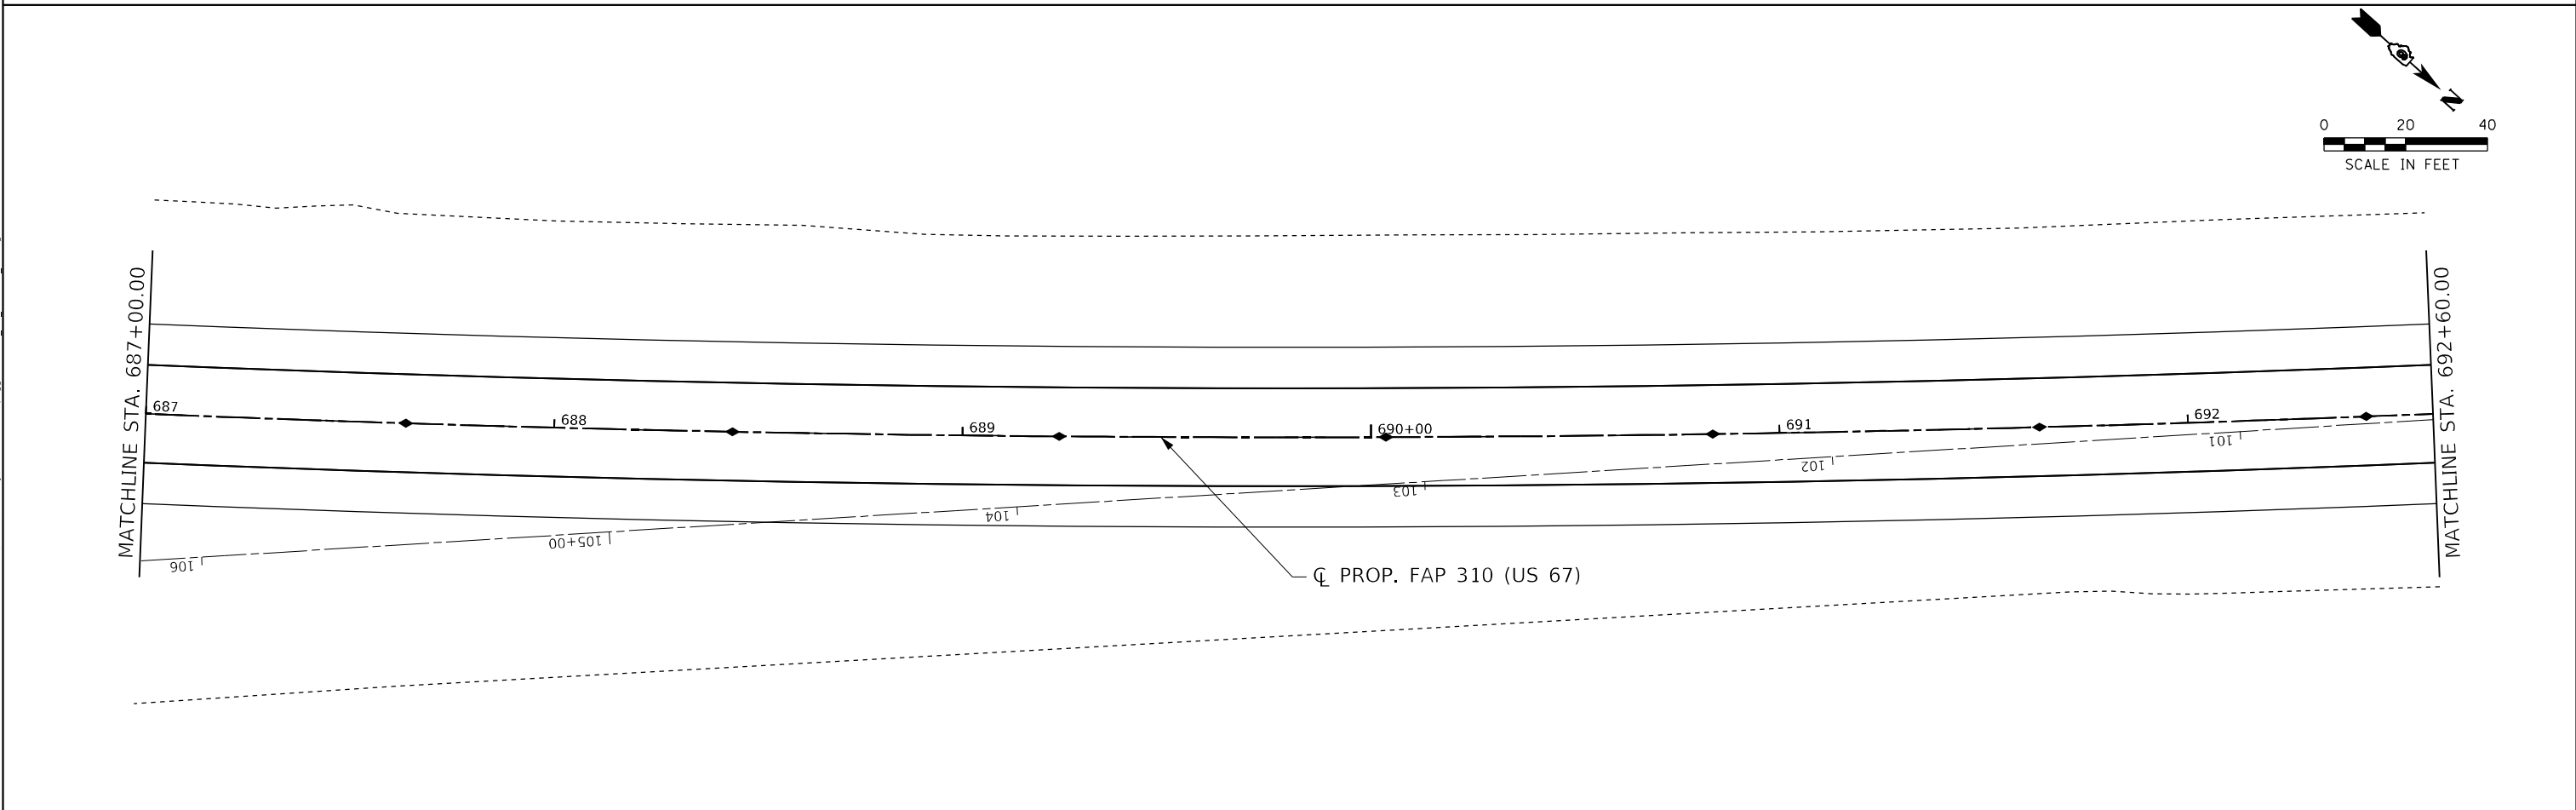 N
0 20 40
SCALE IN FEET
MATCHLINE STA. 687+00.00
MATCHLINE STA. 692+60.00
687
688
689
690+00
691
692
101
102
103
104
105+00
106
℄ PROP. FAP 310 (US 67)